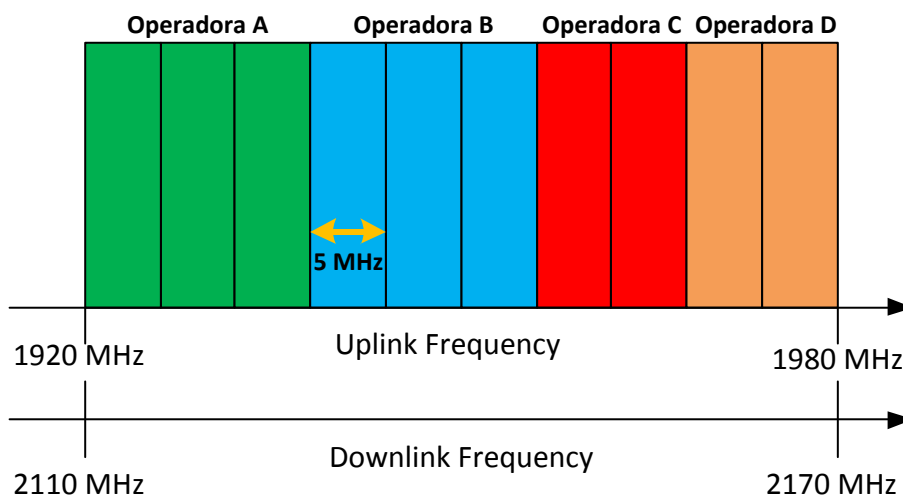 Operadora A Operadora B Operadora C Operadora D
5 MHz
Uplink Frequency
1920 MHz 1980 MHz
Downlink Frequency
2110 MHz 2170 MHz